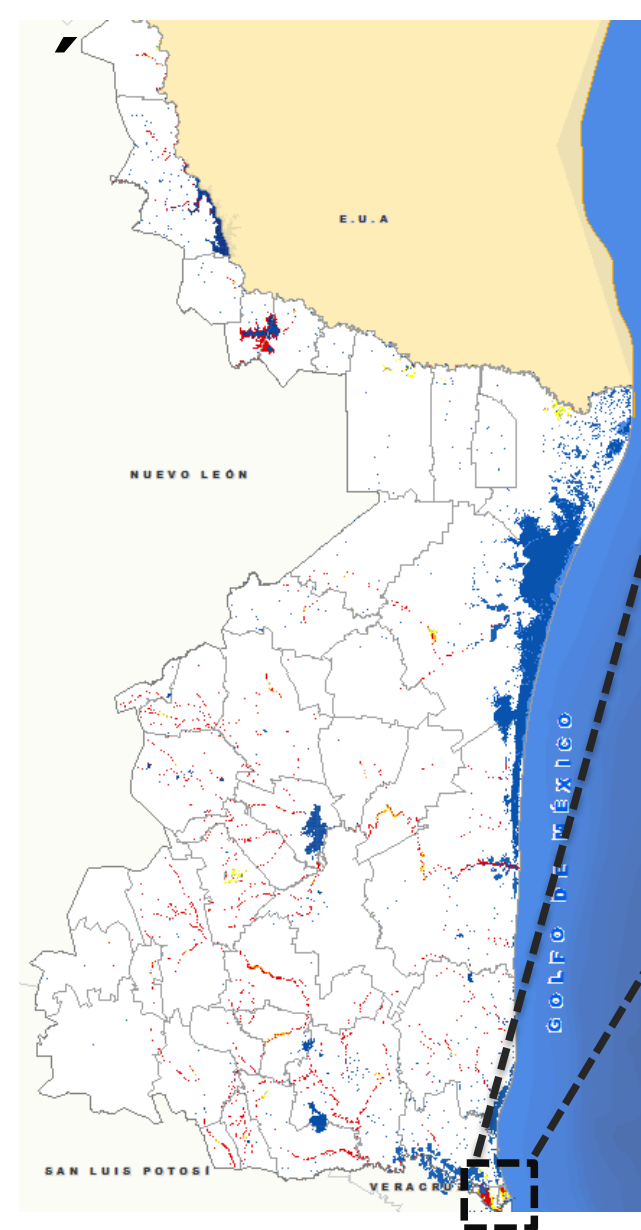 E.U.A
NUEVO LEÓN
GOLFO DE MÉXICO
SAN LUIS POTOSÍ
VERACRUZ